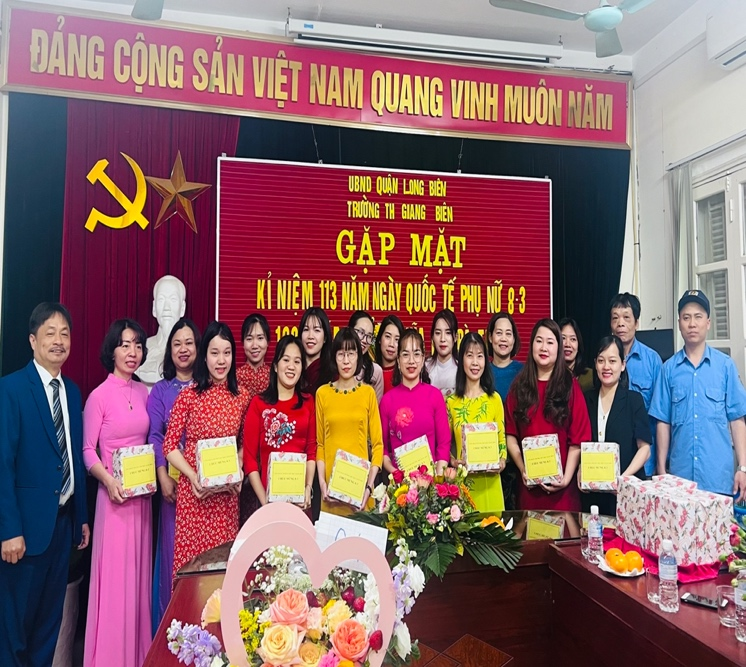 ĐẢNG CỘNG SẢN VIỆT NAM QUANG VINH MUÔN NĂM
UBND QUẬN LONG BIÊN
TRƯỜNG TH GIANG BIÊN
GẶP MẶT
KỈ NIỆM 113 NĂM NGÀY QUỐC TẾ PHỤ NỮ 8-3